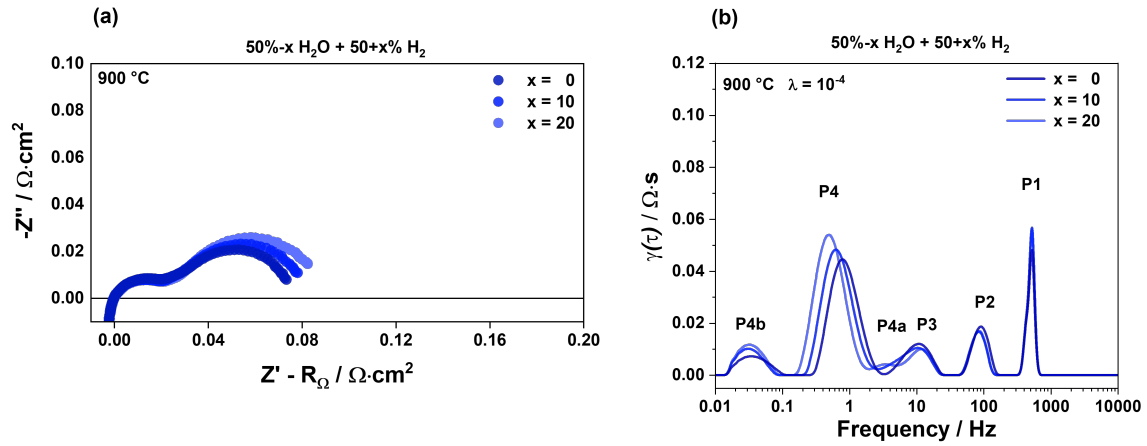 (a)
50%-x H₂O + 50+x% H₂
900 °C
x = 0
x = 10
x = 20
-Z'' / Ω·cm²
0.10
0.08
0.06
0.04
0.02
0.00
0.00 0.04 0.08 0.12 0.16 0.20
Z' - R_Ω / Ω·cm²
(b)
50%-x H₂O + 50+x% H₂
900 °C λ = 10⁻⁴
x = 0
x = 10
x = 20
γ(τ) / Ω·s
0.12
0.10
0.08
0.06
0.04
0.02
0.00
P4b
P4
P4a
P3
P2
P1
0.01 0.1 1 10 100 1000 10000
Frequency / Hz